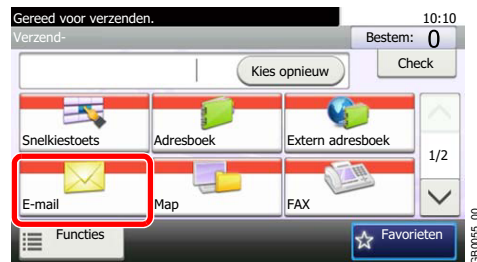 Gereed voor verzenden. 10:10
Verzend- Bestem: 0
Kies opnieuw Check
Snelkiestoets Adresboek Extern adresboek
1/2
E-mail Map FAX
Functies Favorieten